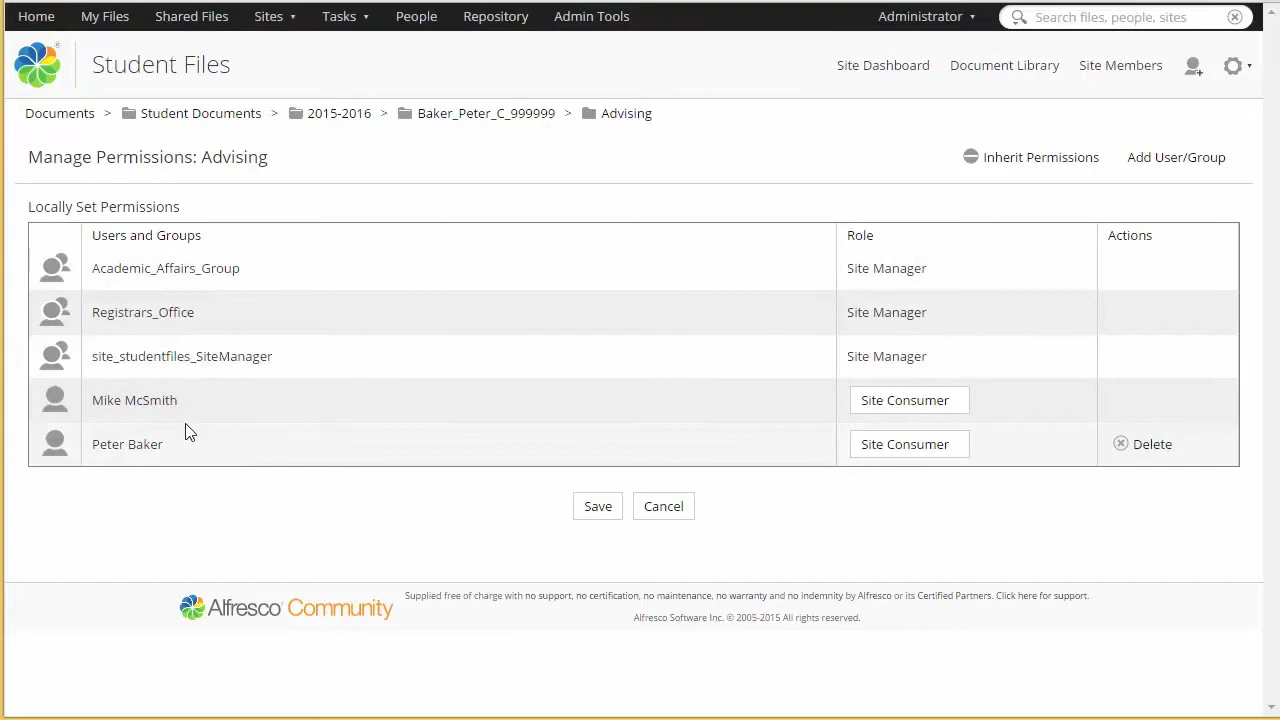 Home My Files Shared Files Sites Tasks People Repository Admin Tools Administrator Search files, people, sites
Student Files Site Dashboard Document Library Site Members
Documents > Student Documents > 2015-2016 > Baker_Peter_C_999999 > Advising
Manage Permissions: Advising Inherit Permissions Add User/Group
Locally Set Permissions
Users and Groups Role Actions
Academic_Affairs_Group Site Manager
Registrars_Office Site Manager
site_studentfiles_SiteManager Site Manager
Mike McSmith Site Consumer
Peter Baker Site Consumer Delete
Save Cancel
Alfresco Community
Supplied free of charge with no support, no certification, no maintenance, no warranty and no indemnity by Alfresco or its Certified Partners. Click here for support.
Alfresco Software Inc. © 2005-2015 All rights reserved.